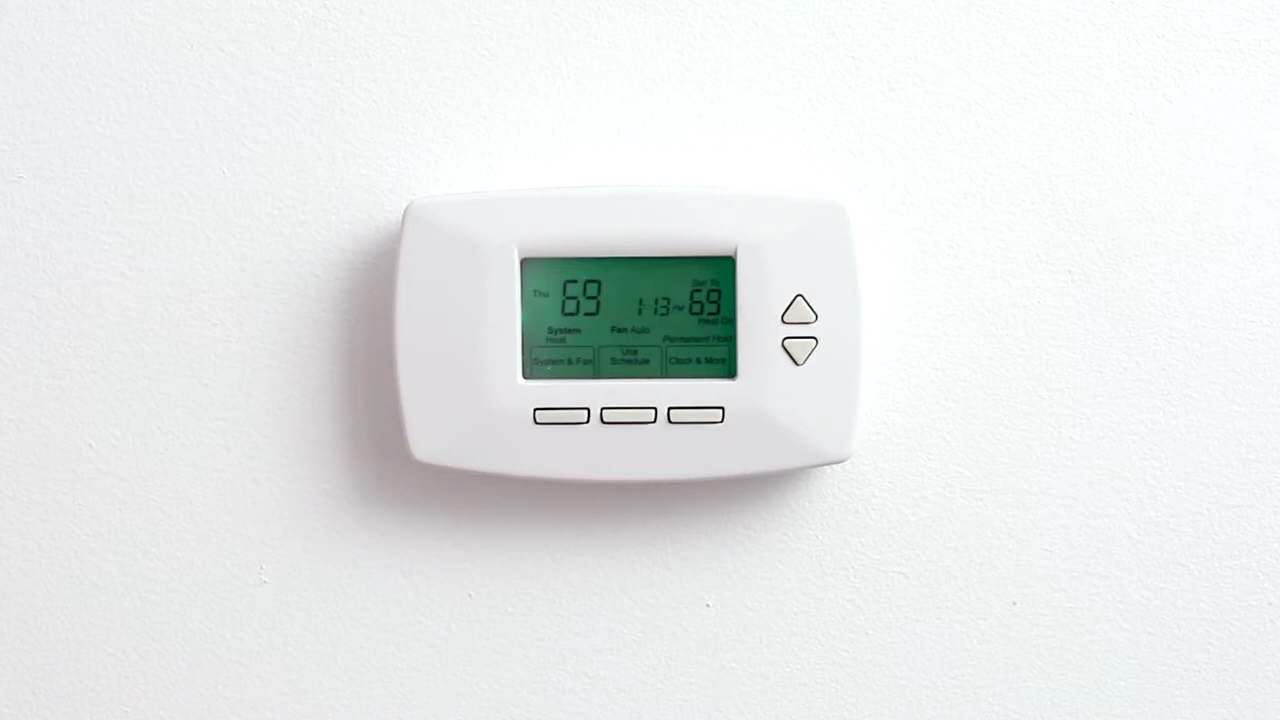 Set To
Thu 69 1:13 PM 69
Heat On
System Fan Auto
Heat Permanent Hold
System & Fan Use Schedule Clock & More